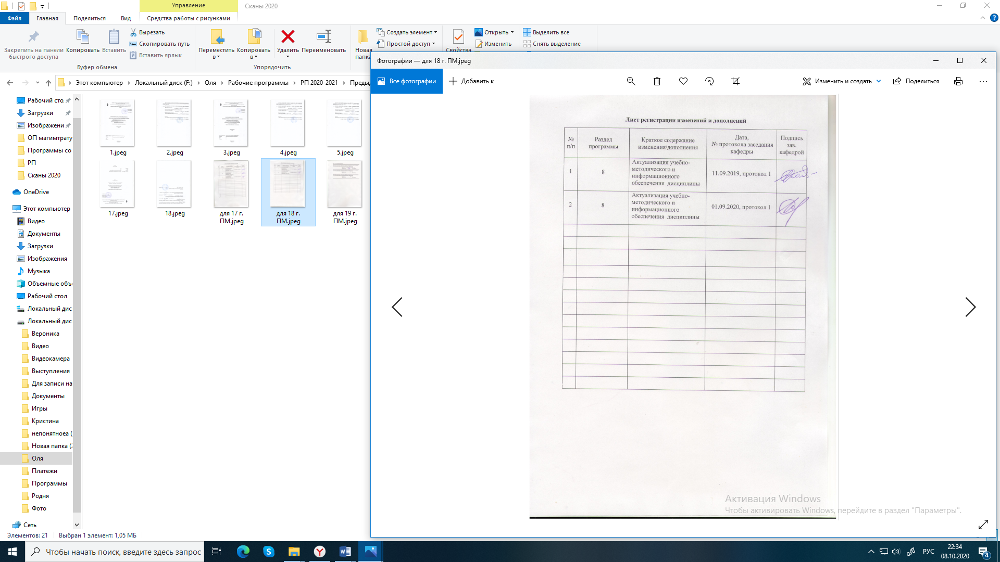 Управление
Сканы 2020
Файл
Главная
Поделиться
Вид
Средства работы с рисунками
Закрепить на панели быстрого доступа
Копировать
Вставить
Вырезать
Скопировать путь
Вставить ярлык
Буфер обмена
Переместить в
Копировать в
Удалить
Переименовать
Упорядочить
Новая
Создать элемент
Простой доступ
Свойства
Открыть
Изменить
Выделить все
Снять выделение
Этот компьютер
Локальный диск (F:)
Оля
Рабочие программы
РП 2020-2021
Рабочий сто.
Загрузки
Изображени
ОП магимтрату
Программы со
РП
Сканы 2020
OneDrive
Этот компьютер
Видео
Документы
Загрузки
Изображения
Музыка
Объемные объ
Рабочий стол
Локальный дис
Локальный дис
Вероника
Видео
Видеокамера
Выступления
Для записи на
Документы
Игры
Кристина
непонятноеа (
Новая папка (2
Оля
Платежи
Программы
Родня
Фото
Сеть
1.jpeg
2.jpeg
3.jpeg
4.jpeg
5.jpeg
17.jpeg
18.jpeg
для 17 г. ПМ.jpeg
для 18 г. ПМ.jpeg
для 19 г. ПМ.jpeg
Элементов: 21
Выбран 1 элемент: 1,05 МБ
Фотографии — для 18 г. ПМ.jpeg
Все фотографии
Добавить к
Изменить и создать
Поделиться
Лист регистрации изменений и дополнений
№ п/п
Раздел программы
Краткое содержание изменения/дополнения
Дата, № протокола заседания кафедры
Подпись зав. кафедрой
1
8
Актуализация учебно-
методического и
информационного
обеспечения дисциплины
11.09.2019, протокол 1
2
8
Актуализация учебно-
методического и
информационного
обеспечения дисциплины
01.09.2020, протокол 1
Активация Windows
Чтобы активировать Windows, перейдите в раздел "Параметры".
Чтобы начать поиск, введите здесь запрос
РУС
22:34
08.10.2020
4